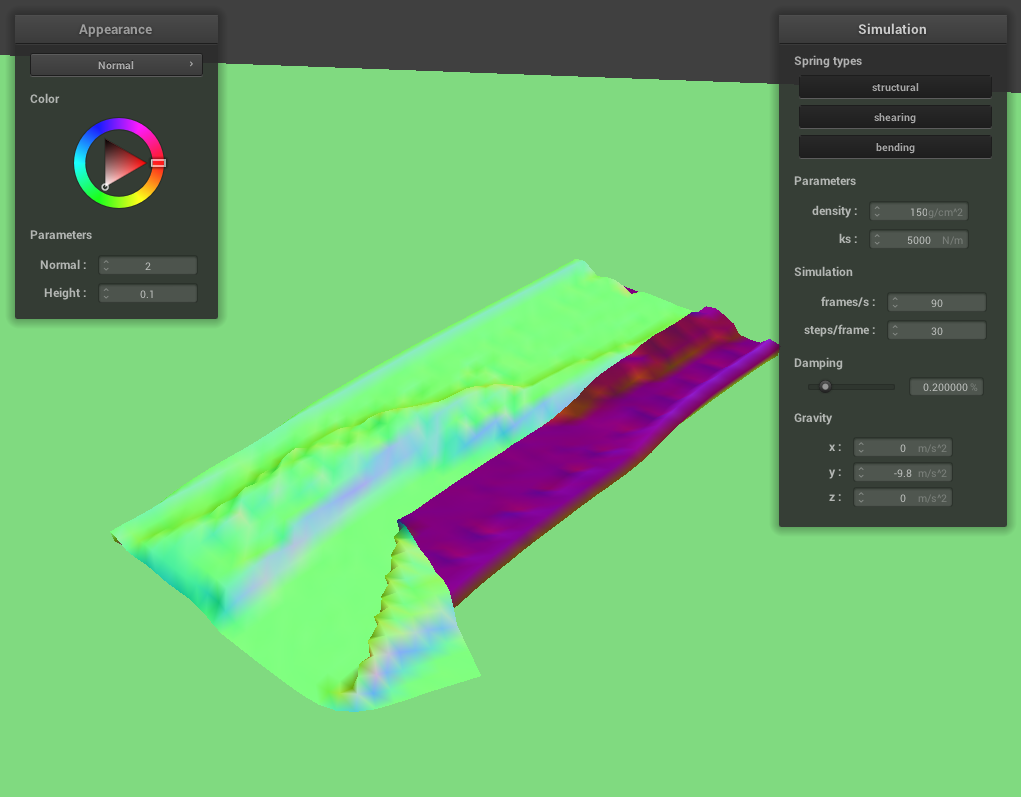 Appearance
Normal ›
Color
Parameters
Normal : 2
Height : 0.1
Simulation
Spring types
structural
shearing
bending
Parameters
density : 150 g/cm^2
ks : 5000 N/m
Simulation
frames/s : 90
steps/frame : 30
Damping
0.200000 %
Gravity
x : 0 m/s^2
y : -9.8 m/s^2
z : 0 m/s^2